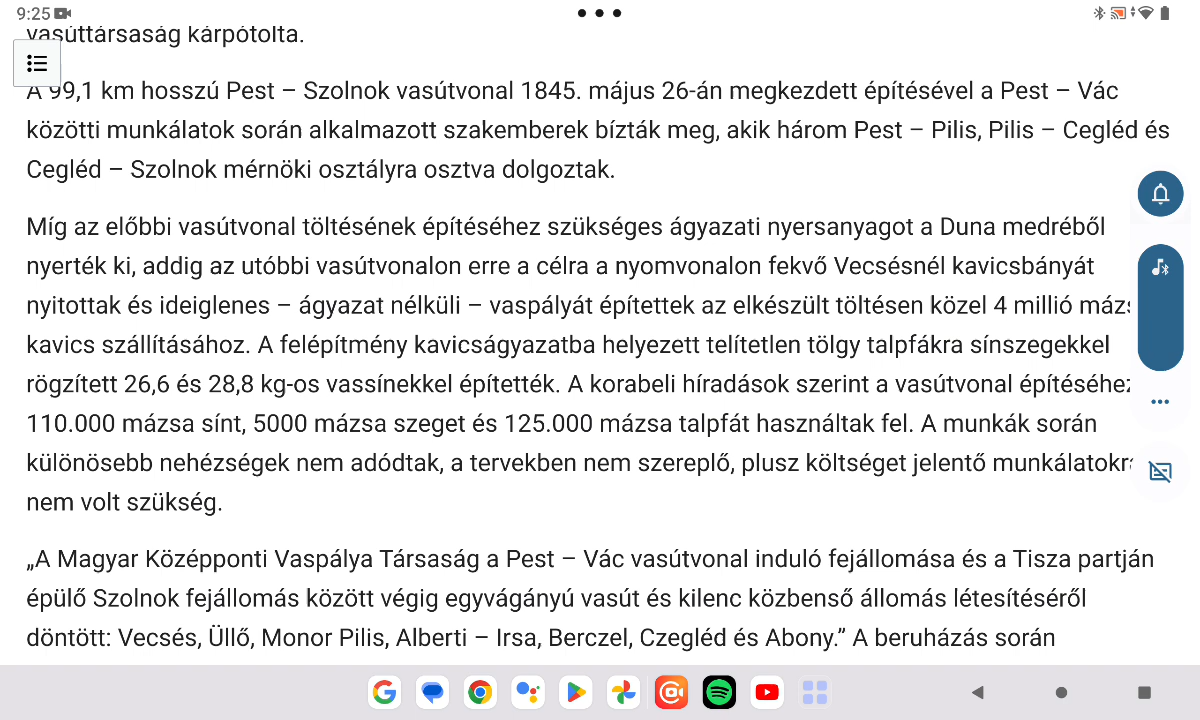 9:25
vasúttársaság kárpótolta.
A 99,1 km hosszú Pest – Szolnok vasútvonal 1845. május 26-án megkezdett építésével a Pest – Vác
közötti munkálatok során alkalmazott szakemberek bízták meg, akik három Pest – Pilis, Pilis – Cegléd és
Cegléd – Szolnok mérnöki osztályra osztva dolgoztak.
Míg az előbbi vasútvonal töltésének építéséhez szükséges ágyazati nyersanyagot a Duna medréből
nyerték ki, addig az utóbbi vasútvonalon erre a célra a nyomvonalon fekvő Vecsésnél kavicsbányát
nyitottak és ideiglenes – ágyazat nélküli – vaspályát építettek az elkészült töltésen közel 4 millió mázs
kavics szállításához. A felépítmény kavicságyazatba helyezett telítetlen tölgy talpfákra sínszegekkel
rögzített 26,6 és 28,8 kg-os vassínekkel építették. A korabeli híradások szerint a vasútvonal építéséhez
110.000 mázsa sínt, 5000 mázsa szeget és 125.000 mázsa talpfát használtak fel. A munkák során
különösebb nehézségek nem adódtak, a tervekben nem szereplő, plusz költséget jelentő munkálatokra
nem volt szükség.
„A Magyar Középponti Vaspálya Társaság a Pest – Vác vasútvonal induló fejállomása és a Tisza partján
épülő Szolnok fejállomás között végig egyvágányú vasút és kilenc közbenső állomás létesítéséről
döntött: Vecsés, Üllő, Monor Pilis, Alberti – Irsa, Berczel, Czegléd és Abony.” A beruházás során